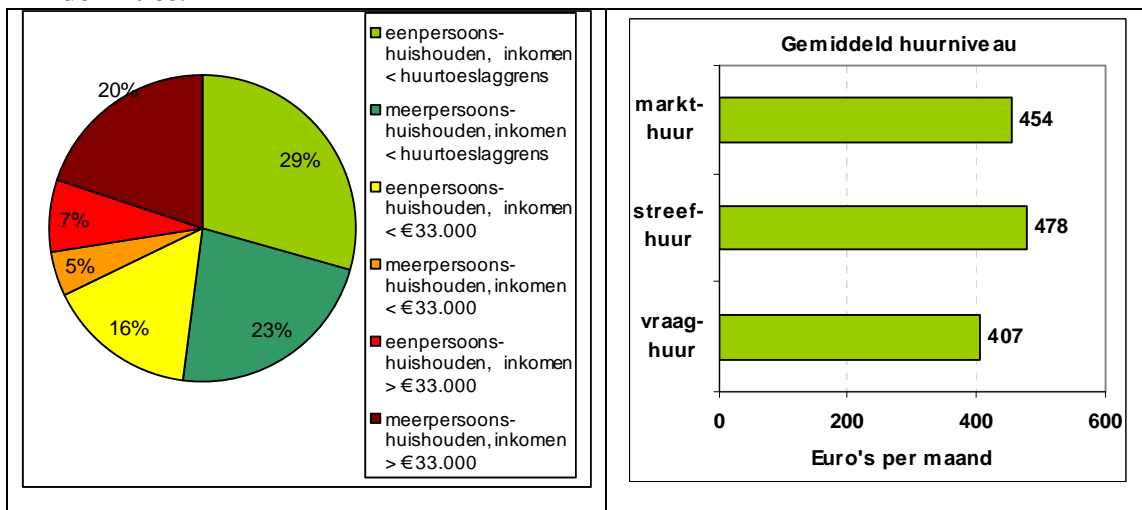 20%
29%
7%
5%
16%
23%
eenpersoons-
huishouden, inkomen
< huurtoeslaggrens
meerpersoons-
huishouden, inkomen
< huurtoeslaggrens
eenpersoons-
huishouden, inkomen
< € 33.000
meerpersoons-
huishouden, inkomen
< € 33.000
eenpersoons-
huishouden, inkomen
> € 33.000
meerpersoons-
huishouden, inkomen
> € 33.000
Gemiddeld huurniveau
markt-
huur
454
streef-
huur
478
vraag-
huur
407
0 200 400 600
Euro's per maand